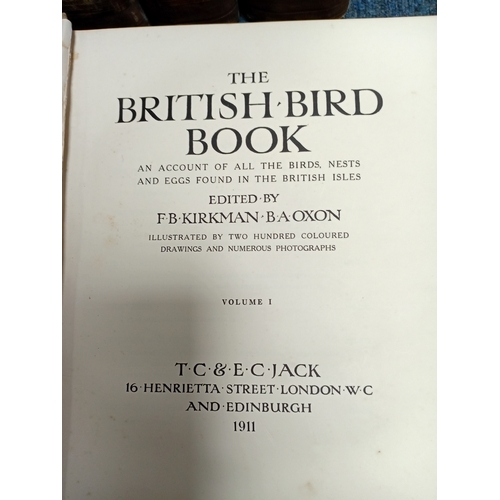 THE
BRITISH·BIRD
BOOK
AN ACCOUNT OF ALL THE BIRDS, NESTS
AND EGGS FOUND IN THE BRITISH ISLES
EDITED·BY
F·B·KIRKMAN·B·A·OXON
ILLUSTRATED BY TWO HUNDRED COLOURED
DRAWINGS AND NUMEROUS PHOTOGRAPHS
VOLUME I
T·C·&·E·C·JACK
16·HENRIETTA·STREET·LONDON·W·C
AND·EDINBURGH
1911